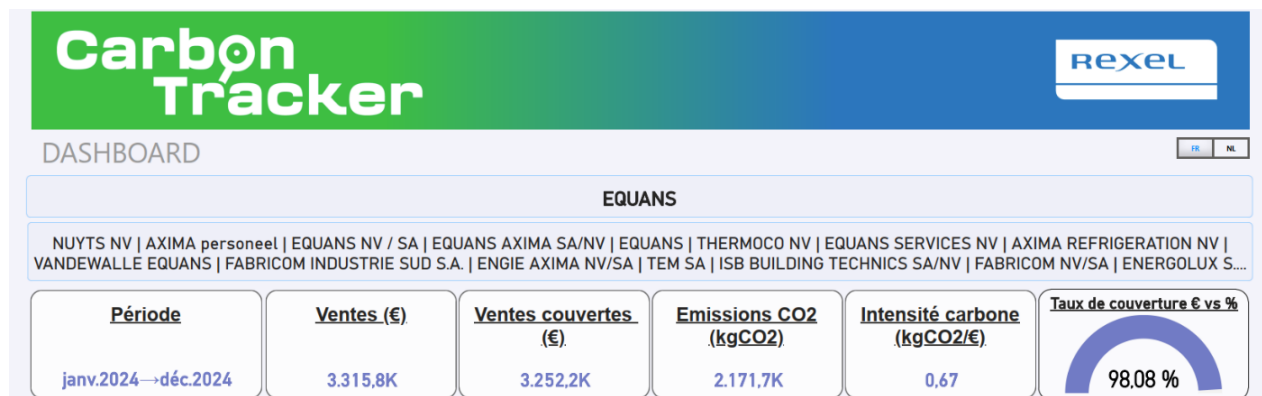 Carbon
Tracker
Rexel
DASHBOARD
FR NL
EQUANS
NUYTS NV | AXIMA personeel | EQUANS NV / SA | EQUANS AXIMA SA/NV | EQUANS | THERMOCO NV | EQUANS SERVICES NV | AXIMA REFRIGERATION NV |
VANDEWALLE EQUANS | FABRICOM INDUSTRIE SUD S.A. | ENGIE AXIMA NV/SA | TEM SA | ISB BUILDING TECHNICS SA/NV | FABRICOM NV/SA | ENERGOLUX S....
Période
janv.2024→déc.2024
Ventes (€)
3.315,8K
Ventes couvertes
(€)
3.252,2K
Emissions CO2
(kgCO2)
2.171,7K
Intensité carbone
(kgCO2/€)
0,67
Taux de couverture € vs %
98,08 %